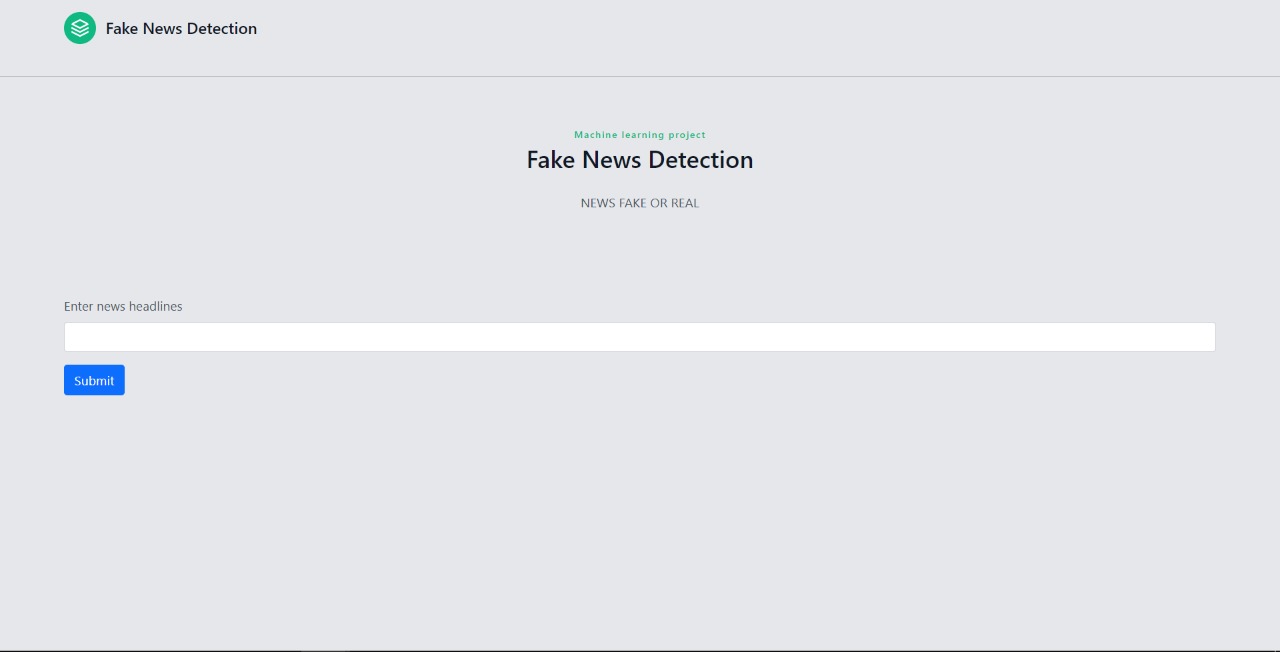 Fake News Detection
Machine learning project
Fake News Detection
NEWS FAKE OR REAL
Enter news headlines
Submit